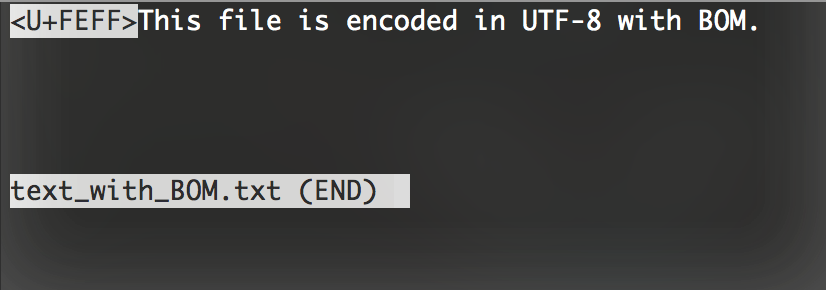 <U+FEFF>This file is encoded in UTF-8 with BOM.
text_with_BOM.txt (END)